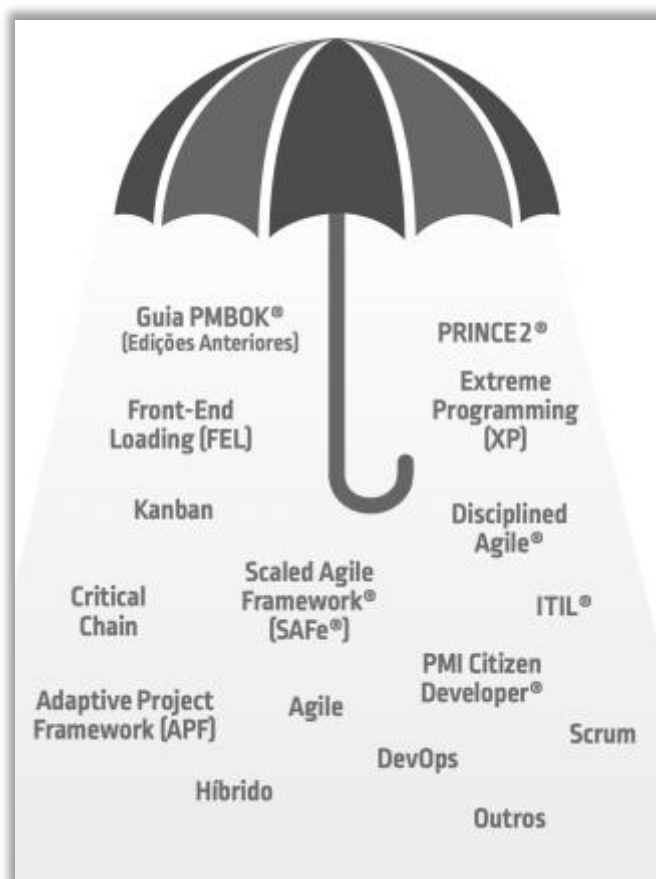 Guia PMBOK®
(Edições Anteriores)
PRINCE2®
Front-End
Loading (FEL)
Extreme
Programming
(XP)
Kanban
Disciplined
Agile®
Critical
Chain
Scaled Agile
Framework®
(SAFe®)
ITIL®
PMI Citizen
Developer®
Adaptive Project
Framework (APF)
Agile
Scrum
DevOps
Híbrido
Outros